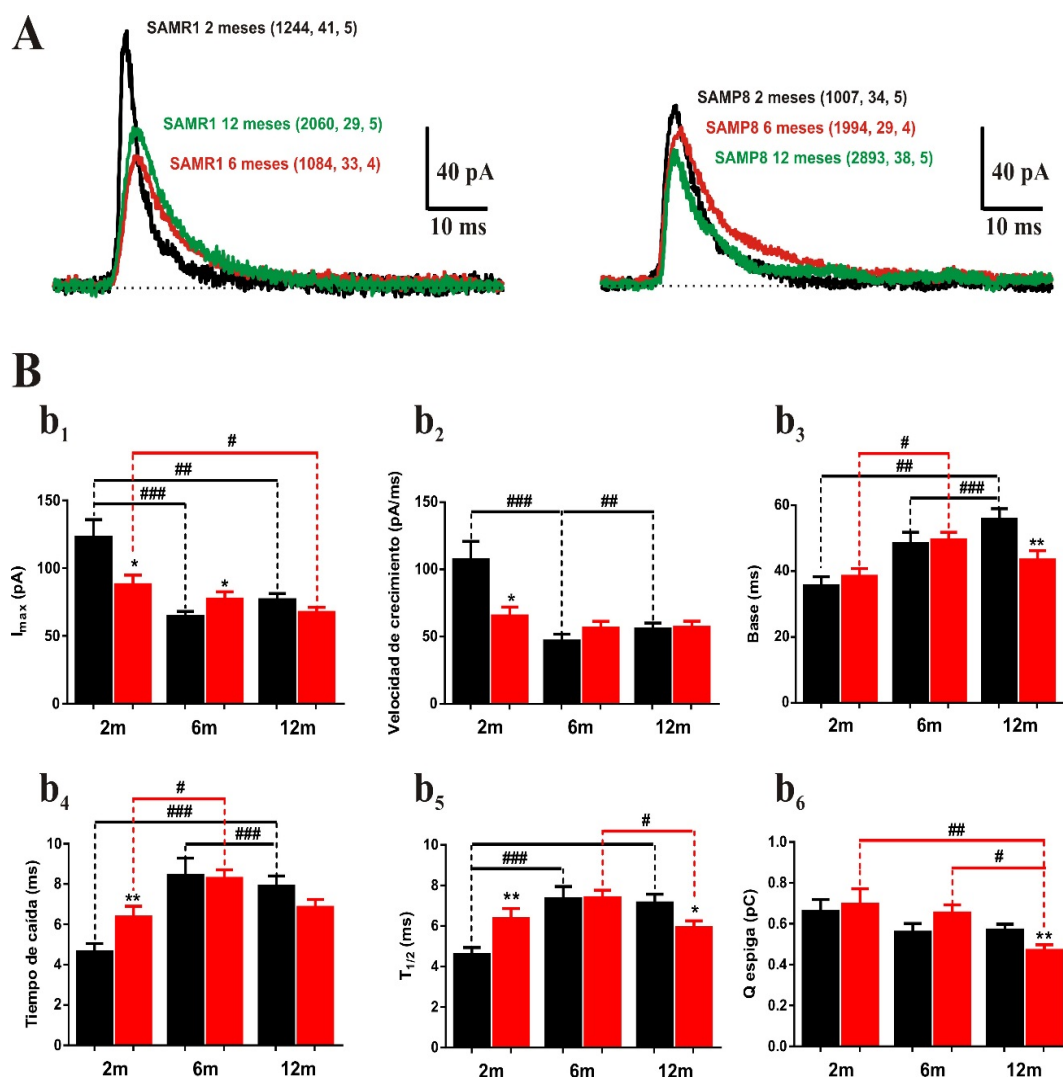 A
SAMR1 2 meses (1244, 41, 5)
SAMR1 12 meses (2060, 29, 5)
SAMR1 6 meses (1084, 33, 4)
40 pA
10 ms
SAMP8 2 meses (1007, 34, 5)
SAMP8 6 meses (1994, 29, 4)
SAMP8 12 meses (2893, 38, 5)
40 pA
10 ms
B
b1
#
##
###
150
100
50
0
Imax (pA)
*
*
2m 6m 12m
b2
###
##
150
100
50
0
Velocidad de crecimiento (pA/ms)
*
2m 6m 12m
b3
#
##
###
60
40
20
0
Base (ms)
**
2m 6m 12m
b4
#
###
###
10
8
6
4
2
0
Tiempo de caida (ms)
**
2m 6m 12m
b5
#
###
10
8
6
4
2
0
T1/2 (ms)
**
*
2m 6m 12m
b6
##
#
1.0
0.8
0.6
0.4
0.2
0.0
Q espiga (pC)
**
2m 6m 12m